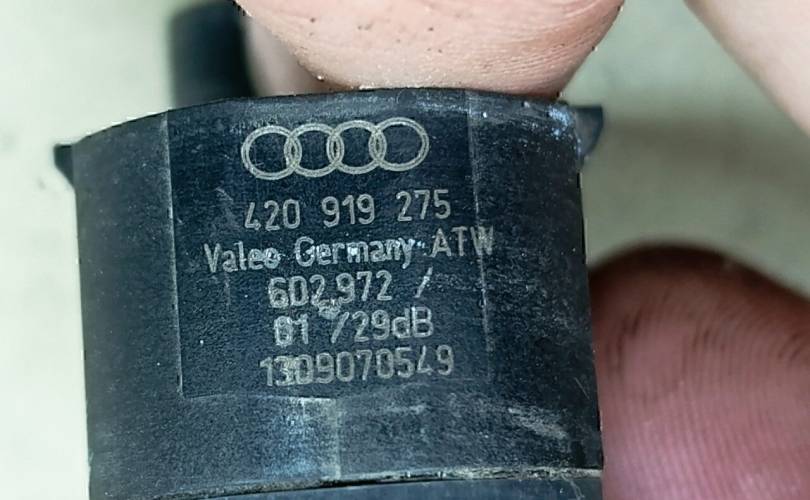 420 919 275
Valeo Germany ATW
602.972 /
01 /29dB
1309070549